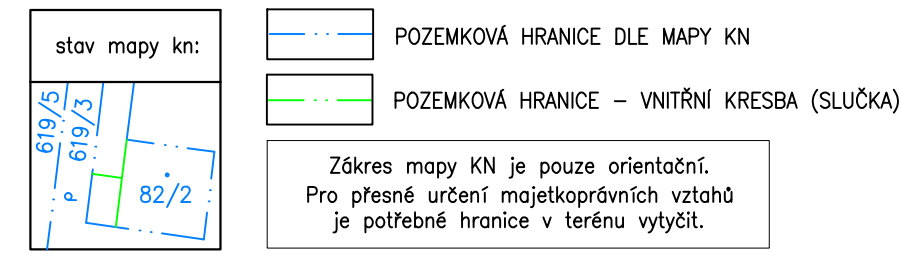 stav mapy kn:
619/5
619/3
82/2
POZEMKOVÁ HRANICE DLE MAPY KN
POZEMKOVÁ HRANICE – VNITŘNÍ KRESBA (SLUČKA)
Zákres mapy KN je pouze orientační.
Pro přesné určení majetkoprávních vztahů
je potřebné hranice v terénu vytyčit.